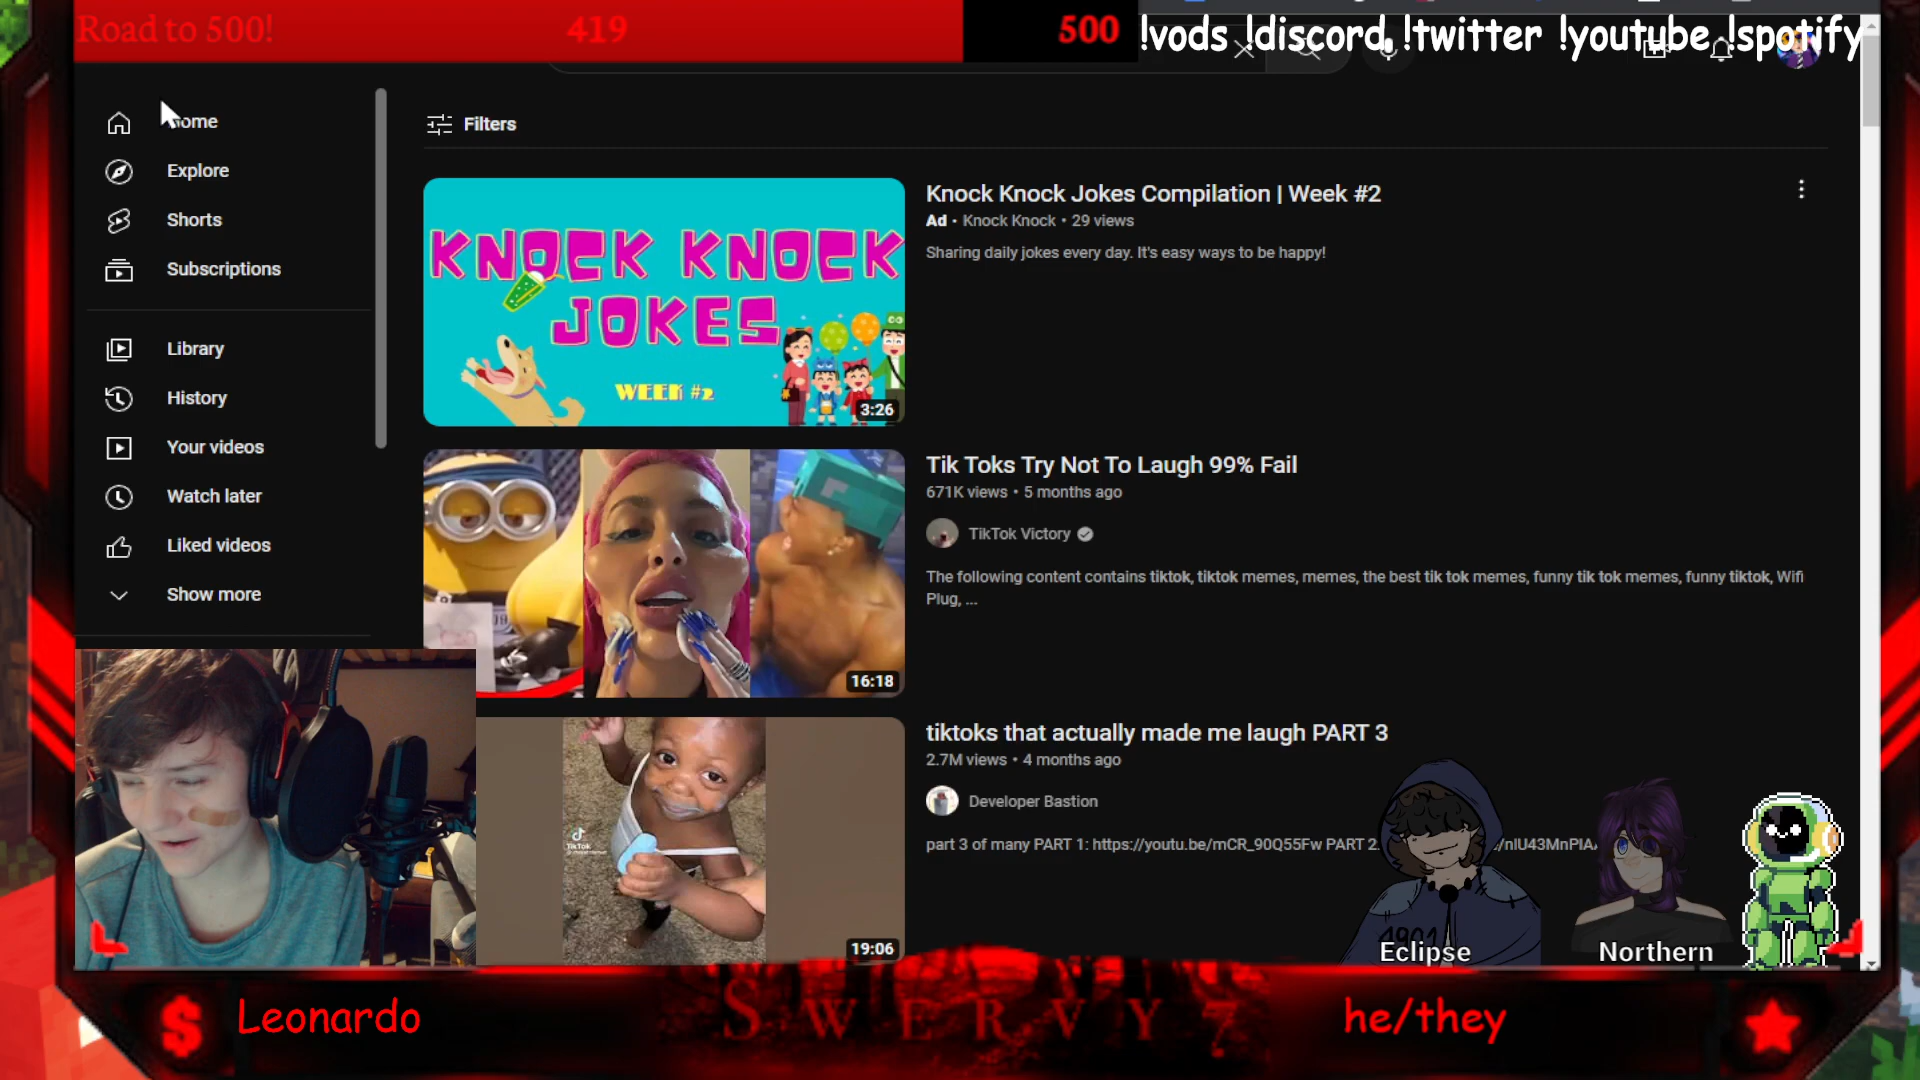 Road to 500!
419
500
!vods !discord !twitter !youtube !spotify
Home
Explore
Shorts
Subscriptions
Library
History
Your videos
Watch later
Liked videos
Show more
Filters
KNOCK KNOCK
JOKES
WEEK #2
3:26
Knock Knock Jokes Compilation | Week #2
Ad • Knock Knock • 29 views
Sharing daily jokes every day. It's easy ways to be happy!
16:18
Tik Toks Try Not To Laugh 99% Fail
671K views • 5 months ago
TikTok Victory
The following content contains tiktok, tiktok memes, memes, the best tik tok memes, funny tik tok memes, funny tiktok, Wifi
Plug, ...
TikTok
19:06
tiktoks that actually made me laugh PART 3
2.7M views • 4 months ago
Developer Bastion
part 3 of many PART 1: https://youtu.be/mCR_90Q55Fw PART 2
4901
Eclipse
Northern
Leonardo
SWERVY7
he/they